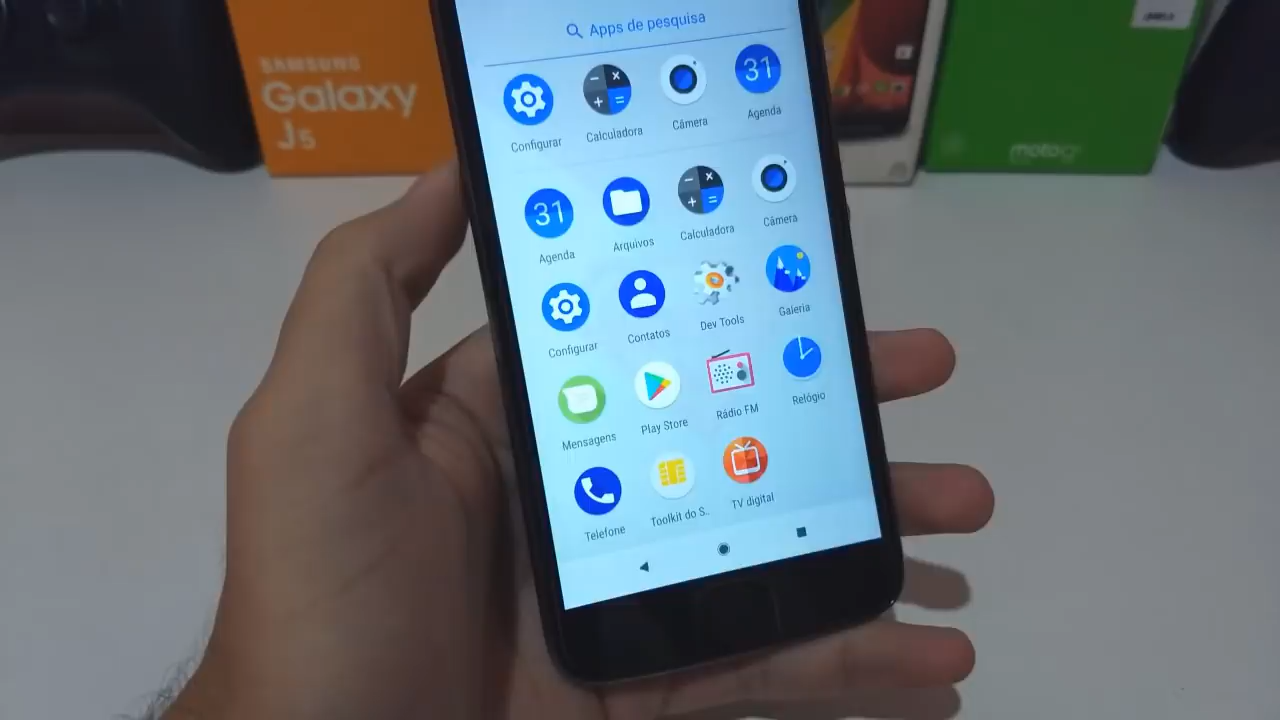 Apps de pesquisa
SAMSUNG
Galaxy
J5
moto g
31
Configurar
Calculadora
Câmera
Agenda
31
Agenda
Arquivos
Calculadora
Câmera
Configurar
Contatos
Dev Tools
Galeria
Mensagens
Play Store
Rádio FM
Relógio
Telefone
Toolkit do S..
TV digital